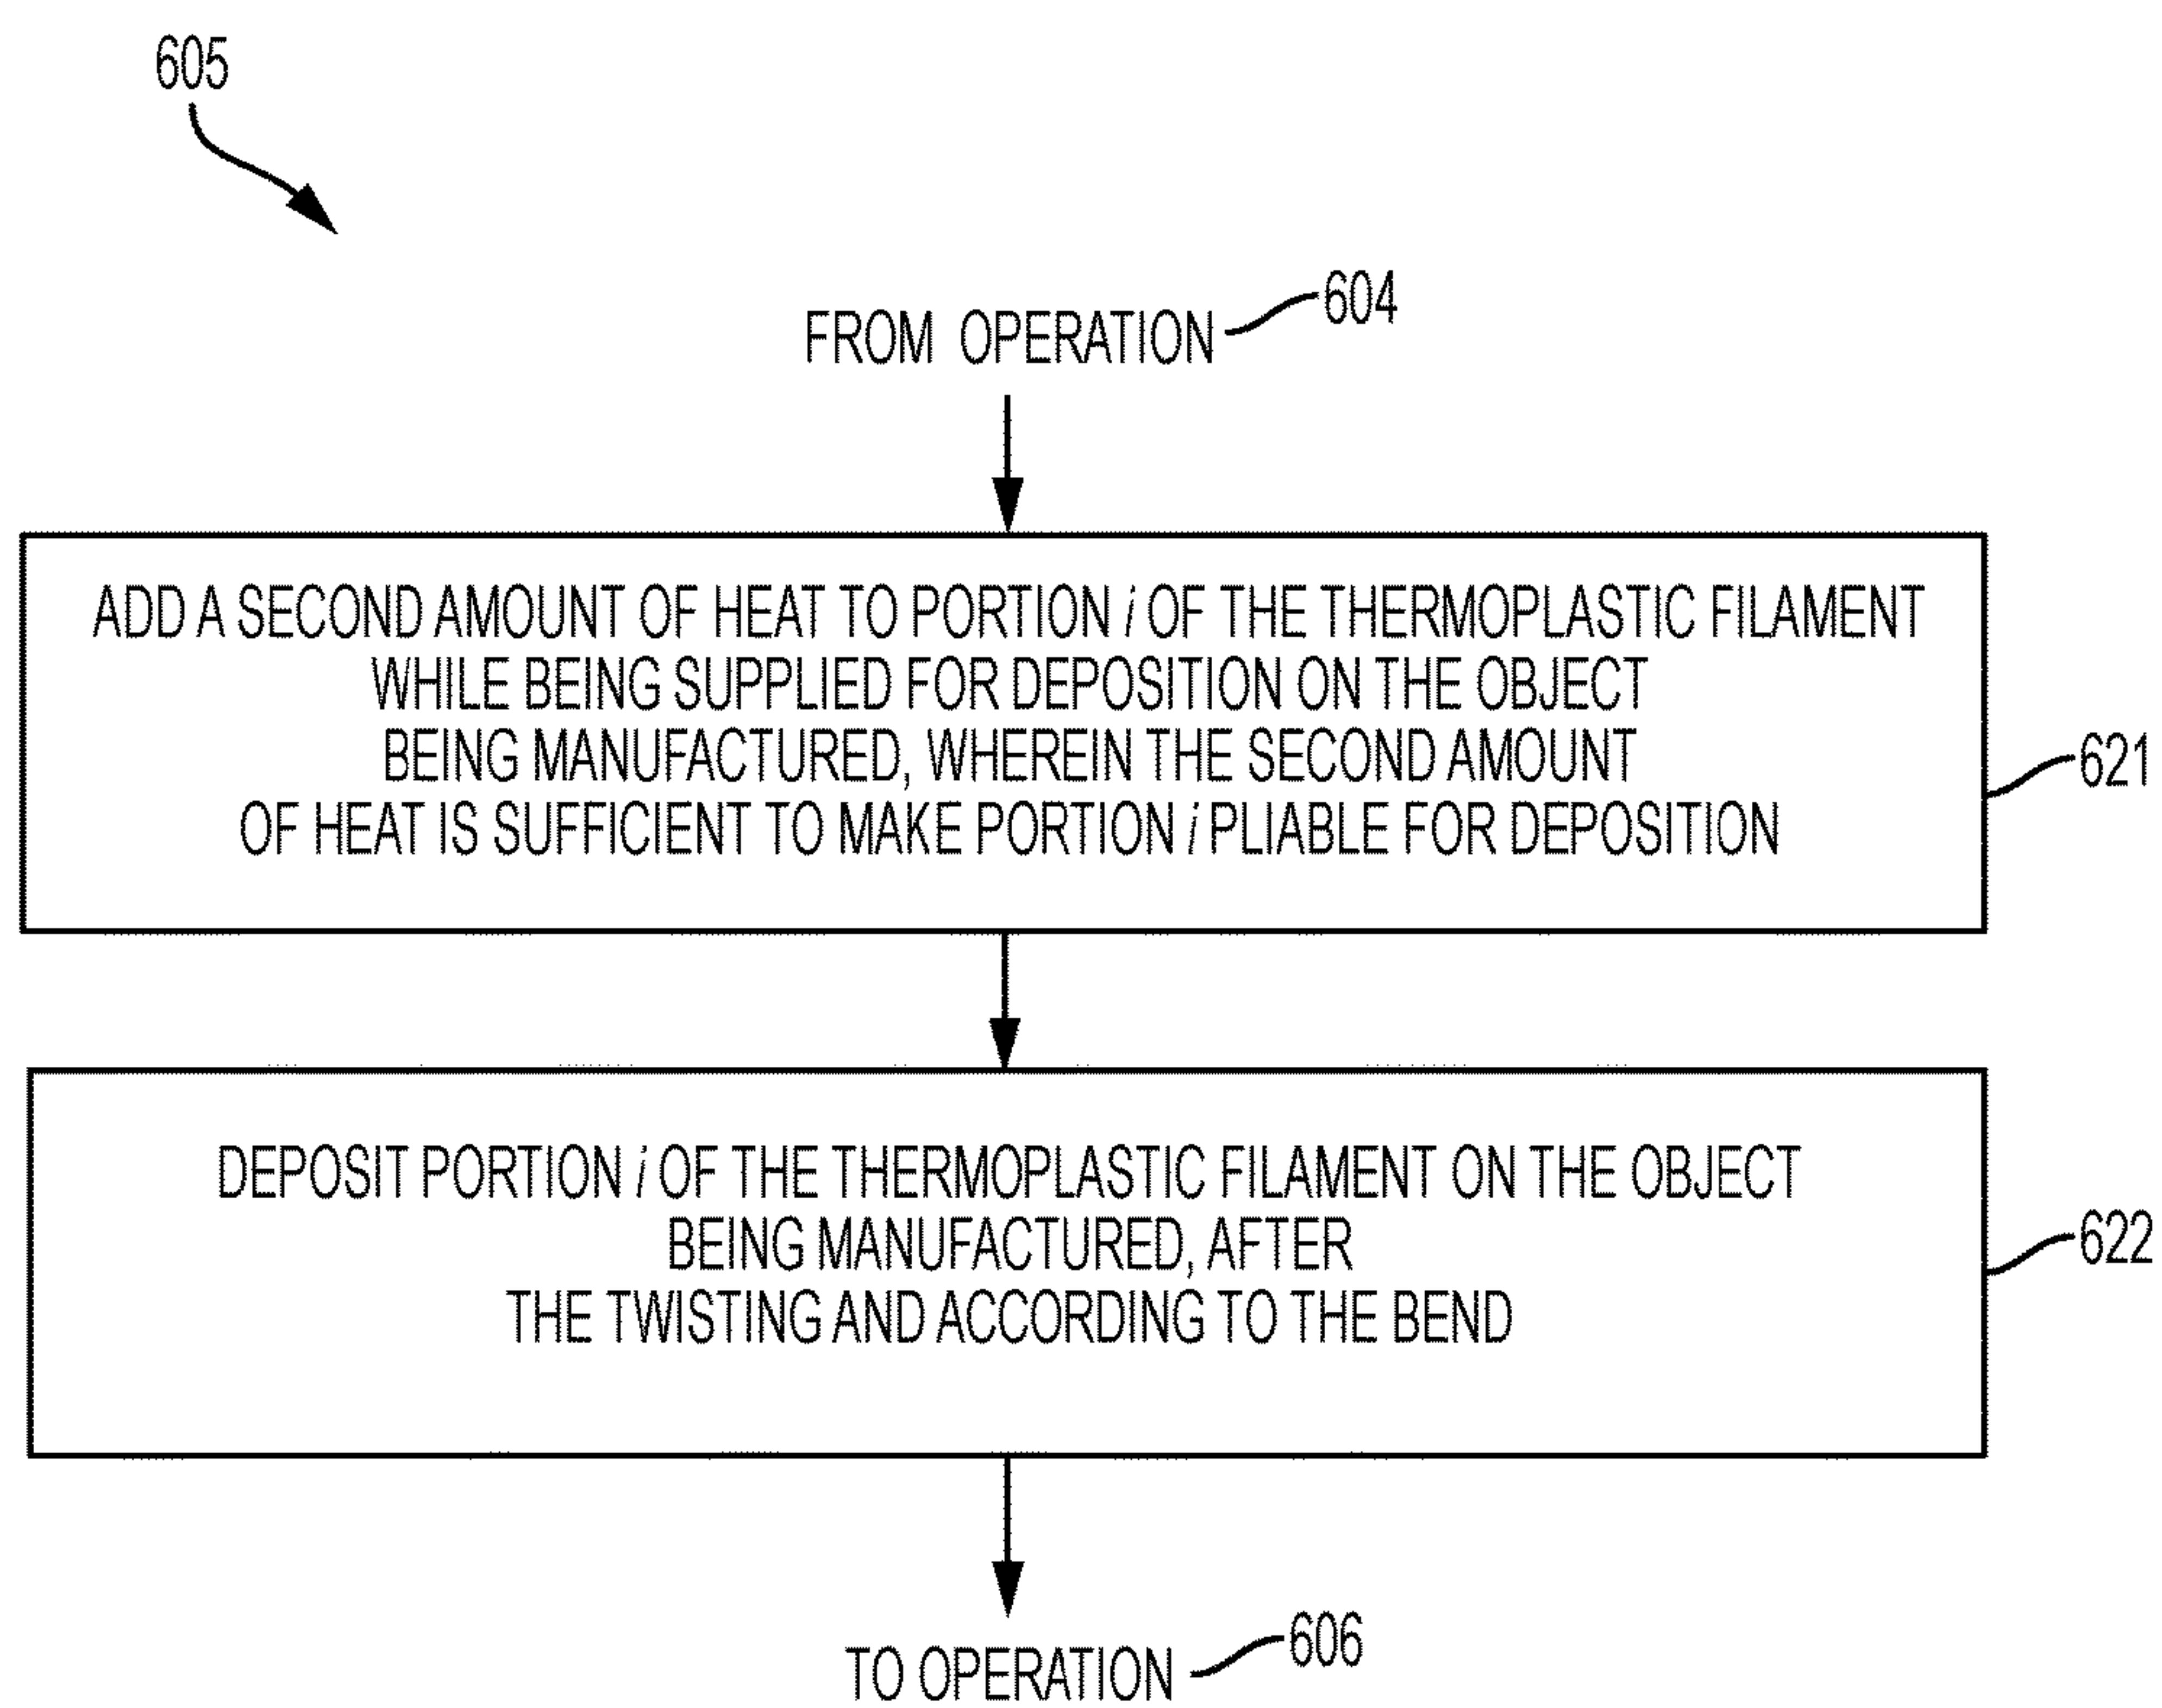 605
FROM OPERATION 604
ADD A SECOND AMOUNT OF HEAT TO PORTION i OF THE THERMOPLASTIC FILAMENT
WHILE BEING SUPPLIED FOR DEPOSITION ON THE OBJECT
BEING MANUFACTURED, WHEREIN THE SECOND AMOUNT
OF HEAT IS SUFFICIENT TO MAKE PORTION i PLIABLE FOR DEPOSITION
621
DEPOSIT PORTION i OF THE THERMOPLASTIC FILAMENT ON THE OBJECT
BEING MANUFACTURED, AFTER
THE TWISTING AND ACCORDING TO THE BEND
622
TO OPERATION 606